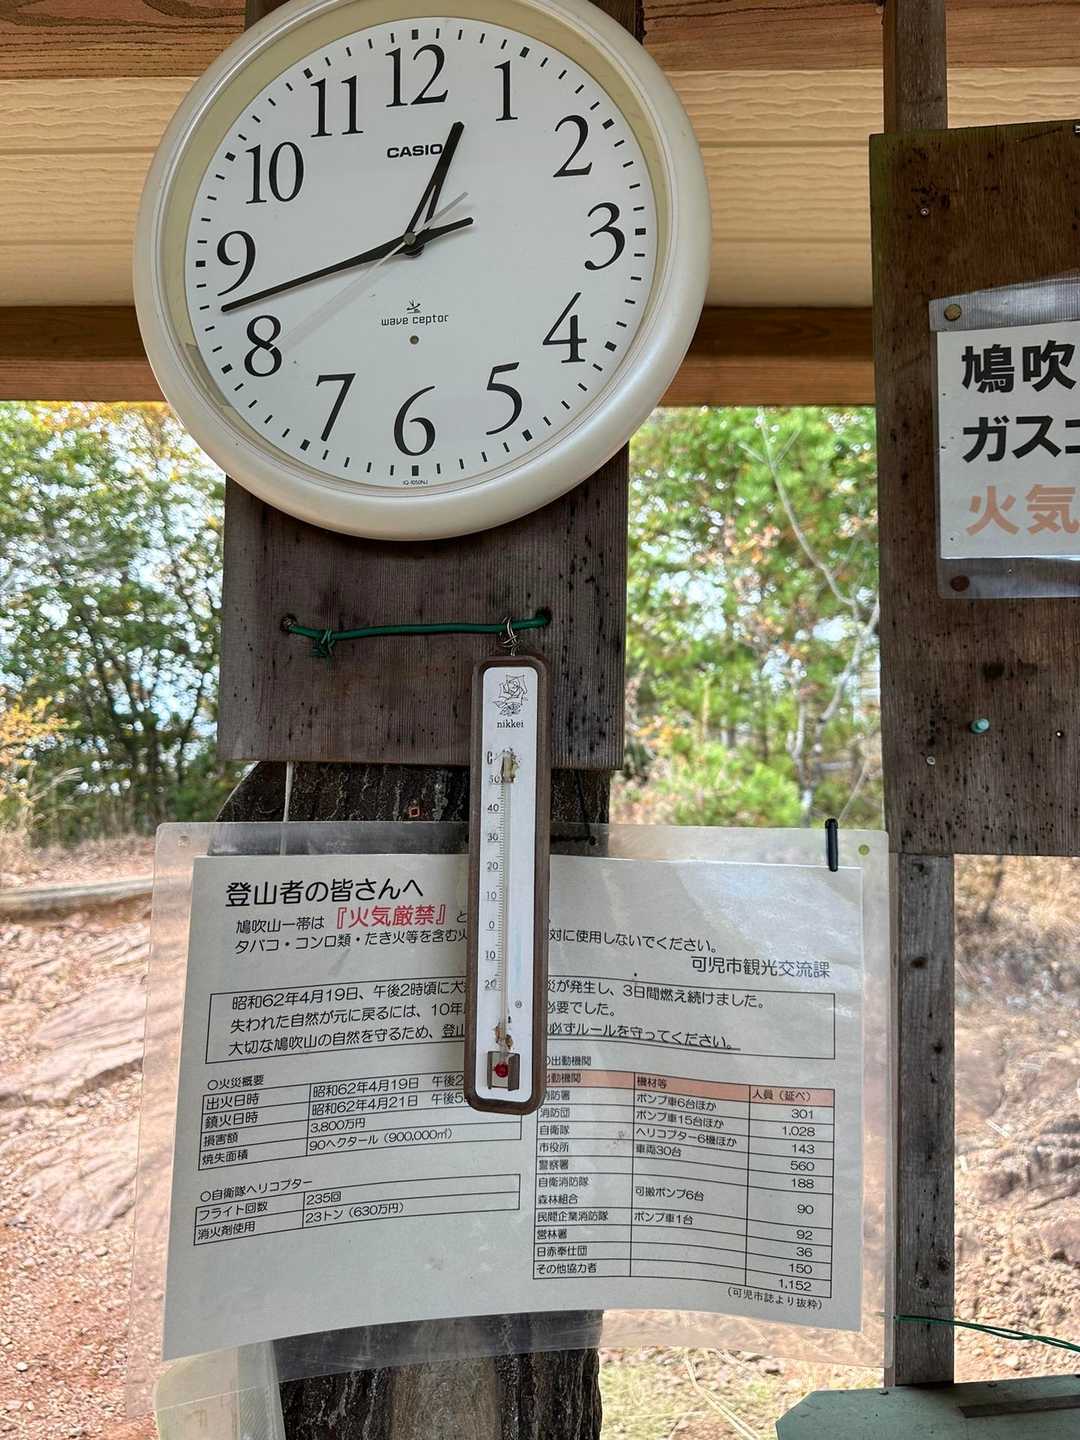 12
1
2
3
4
5
6
7
8
9
10
11
CASIO
wave ceptor
IQ-1050NJ
鳩吹
ガスコ
火気
nikkei
C
50
40
30
20
10
0
10
20
登山者の皆さんへ
鳩吹山一帯は『火気厳禁』と
タバコ・コンロ類・たき火等を含む火 対に使用しないでください。
可児市観光交流課
昭和62年4月19日、午後2時頃に大 災が発生し、3日間燃え続けました。
失われた自然が元に戻るには、10年 必要でした。
大切な鳩吹山の自然を守るため、登山 必ずルールを守ってください。
○火災概要
出火日時 昭和62年4月19日 午後2
鎮火日時 昭和62年4月21日 午後5
損害額 3,800万円
焼失面積 90ヘクタール（900,000㎡）
○自衛隊ヘリコプター
フライト回数 235回
消火剤使用 23トン（630万円）
○出動機関
出動機関 機材等 人員（延べ）
消防署 ポンプ車6台ほか 301
消防団 ポンプ車15台ほか 1,028
自衛隊 ヘリコプター6機ほか 143
市役所 車両30台 560
警察署 188
自衛消防隊
森林組合 可搬ポンプ6台 90
民間企業消防隊 ポンプ車1台
営林署 92
日赤奉仕団 36
その他協力者 150
1,152
（可児市誌より抜粋）